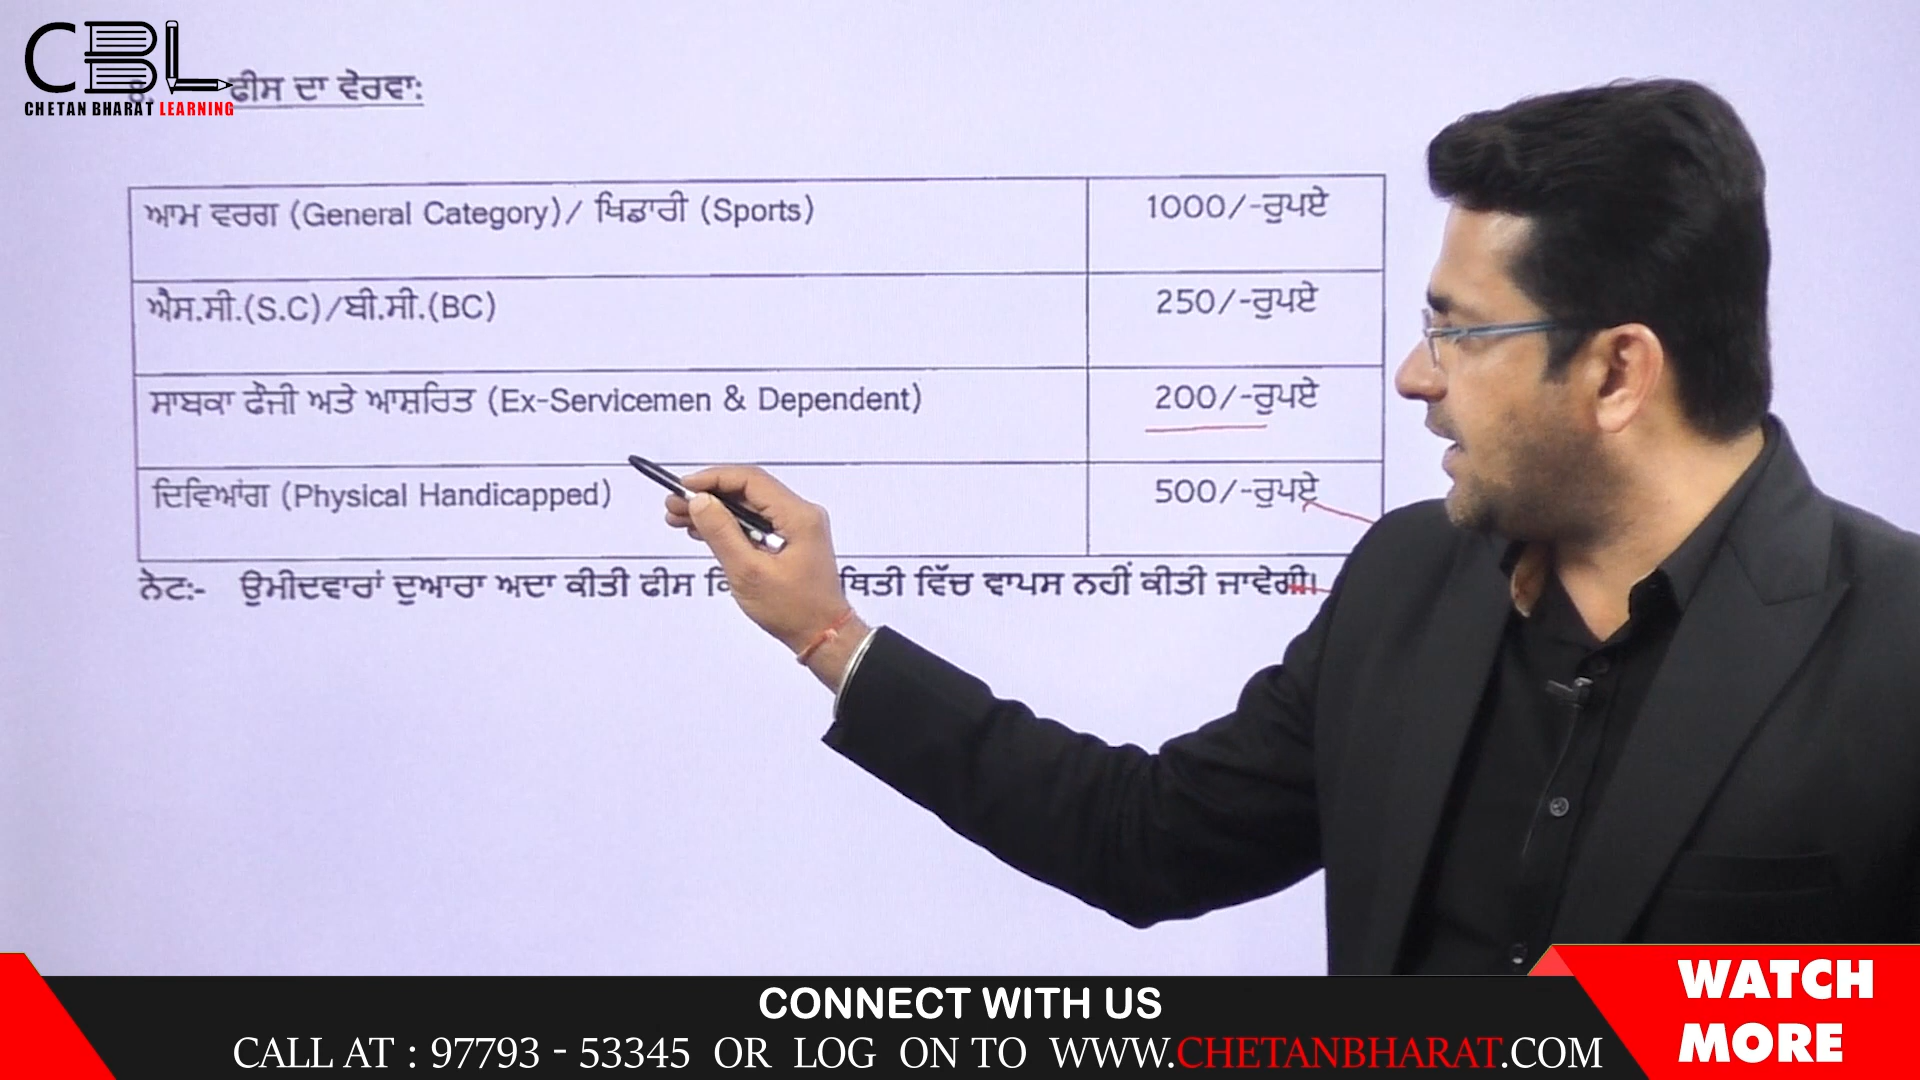 CBL
CHETAN BHARAT LEARNING
8. ਫੀਸ ਦਾ ਵੇਰਵਾ:
ਆਮ ਵਰਗ (General Category)/ ਖਿਡਾਰੀ (Sports) 1000/-ਰੁਪਏ
ਐਸ.ਸੀ.(S.C)/ਬੀ.ਸੀ.(BC) 250/-ਰੁਪਏ
ਸਾਬਕਾ ਫੌਜੀ ਅਤੇ ਆਸ਼ਰਿਤ (Ex-Servicemen & Dependent) 200/-ਰੁਪਏ
ਦਿਵਿਆਂਗ (Physical Handicapped) 500/-ਰੁਪਏ
ਨੋਟ:- ਉਮੀਦਵਾਰਾਂ ਦੁਆਰਾ ਅਦਾ ਕੀਤੀ ਫੀਸ ਵਿੱਚ ਵਾਪਸ ਨਹੀਂ ਕੀਤੀ ਜਾਵੇਗੀ।
CONNECT WITH US
CALL AT : 97793 - 53345 OR LOG ON TO WWW.CHETANBHARAT.COM
WATCH
MORE